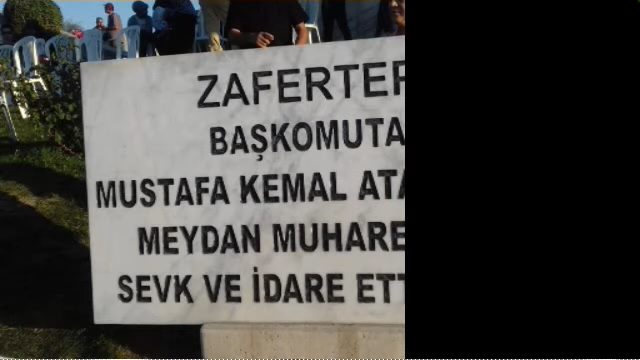 ZAFERTEP
BAŞKOMUTA
MUSTAFA KEMAL ATA
MEYDAN MUHARE
SEVK VE İDARE ETT